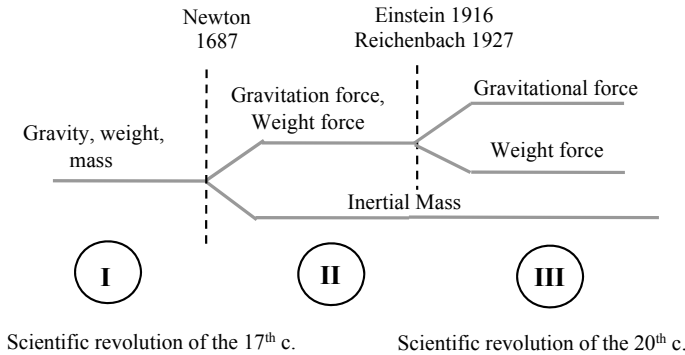 Newton
1687
Einstein 1916
Reichenbach 1927
Gravity, weight,
mass
Gravitation force,
Weight force
Gravitational force
Weight force
Inertial Mass
I
II
III
Scientific revolution of the 17th c.
Scientific revolution of the 20th c.